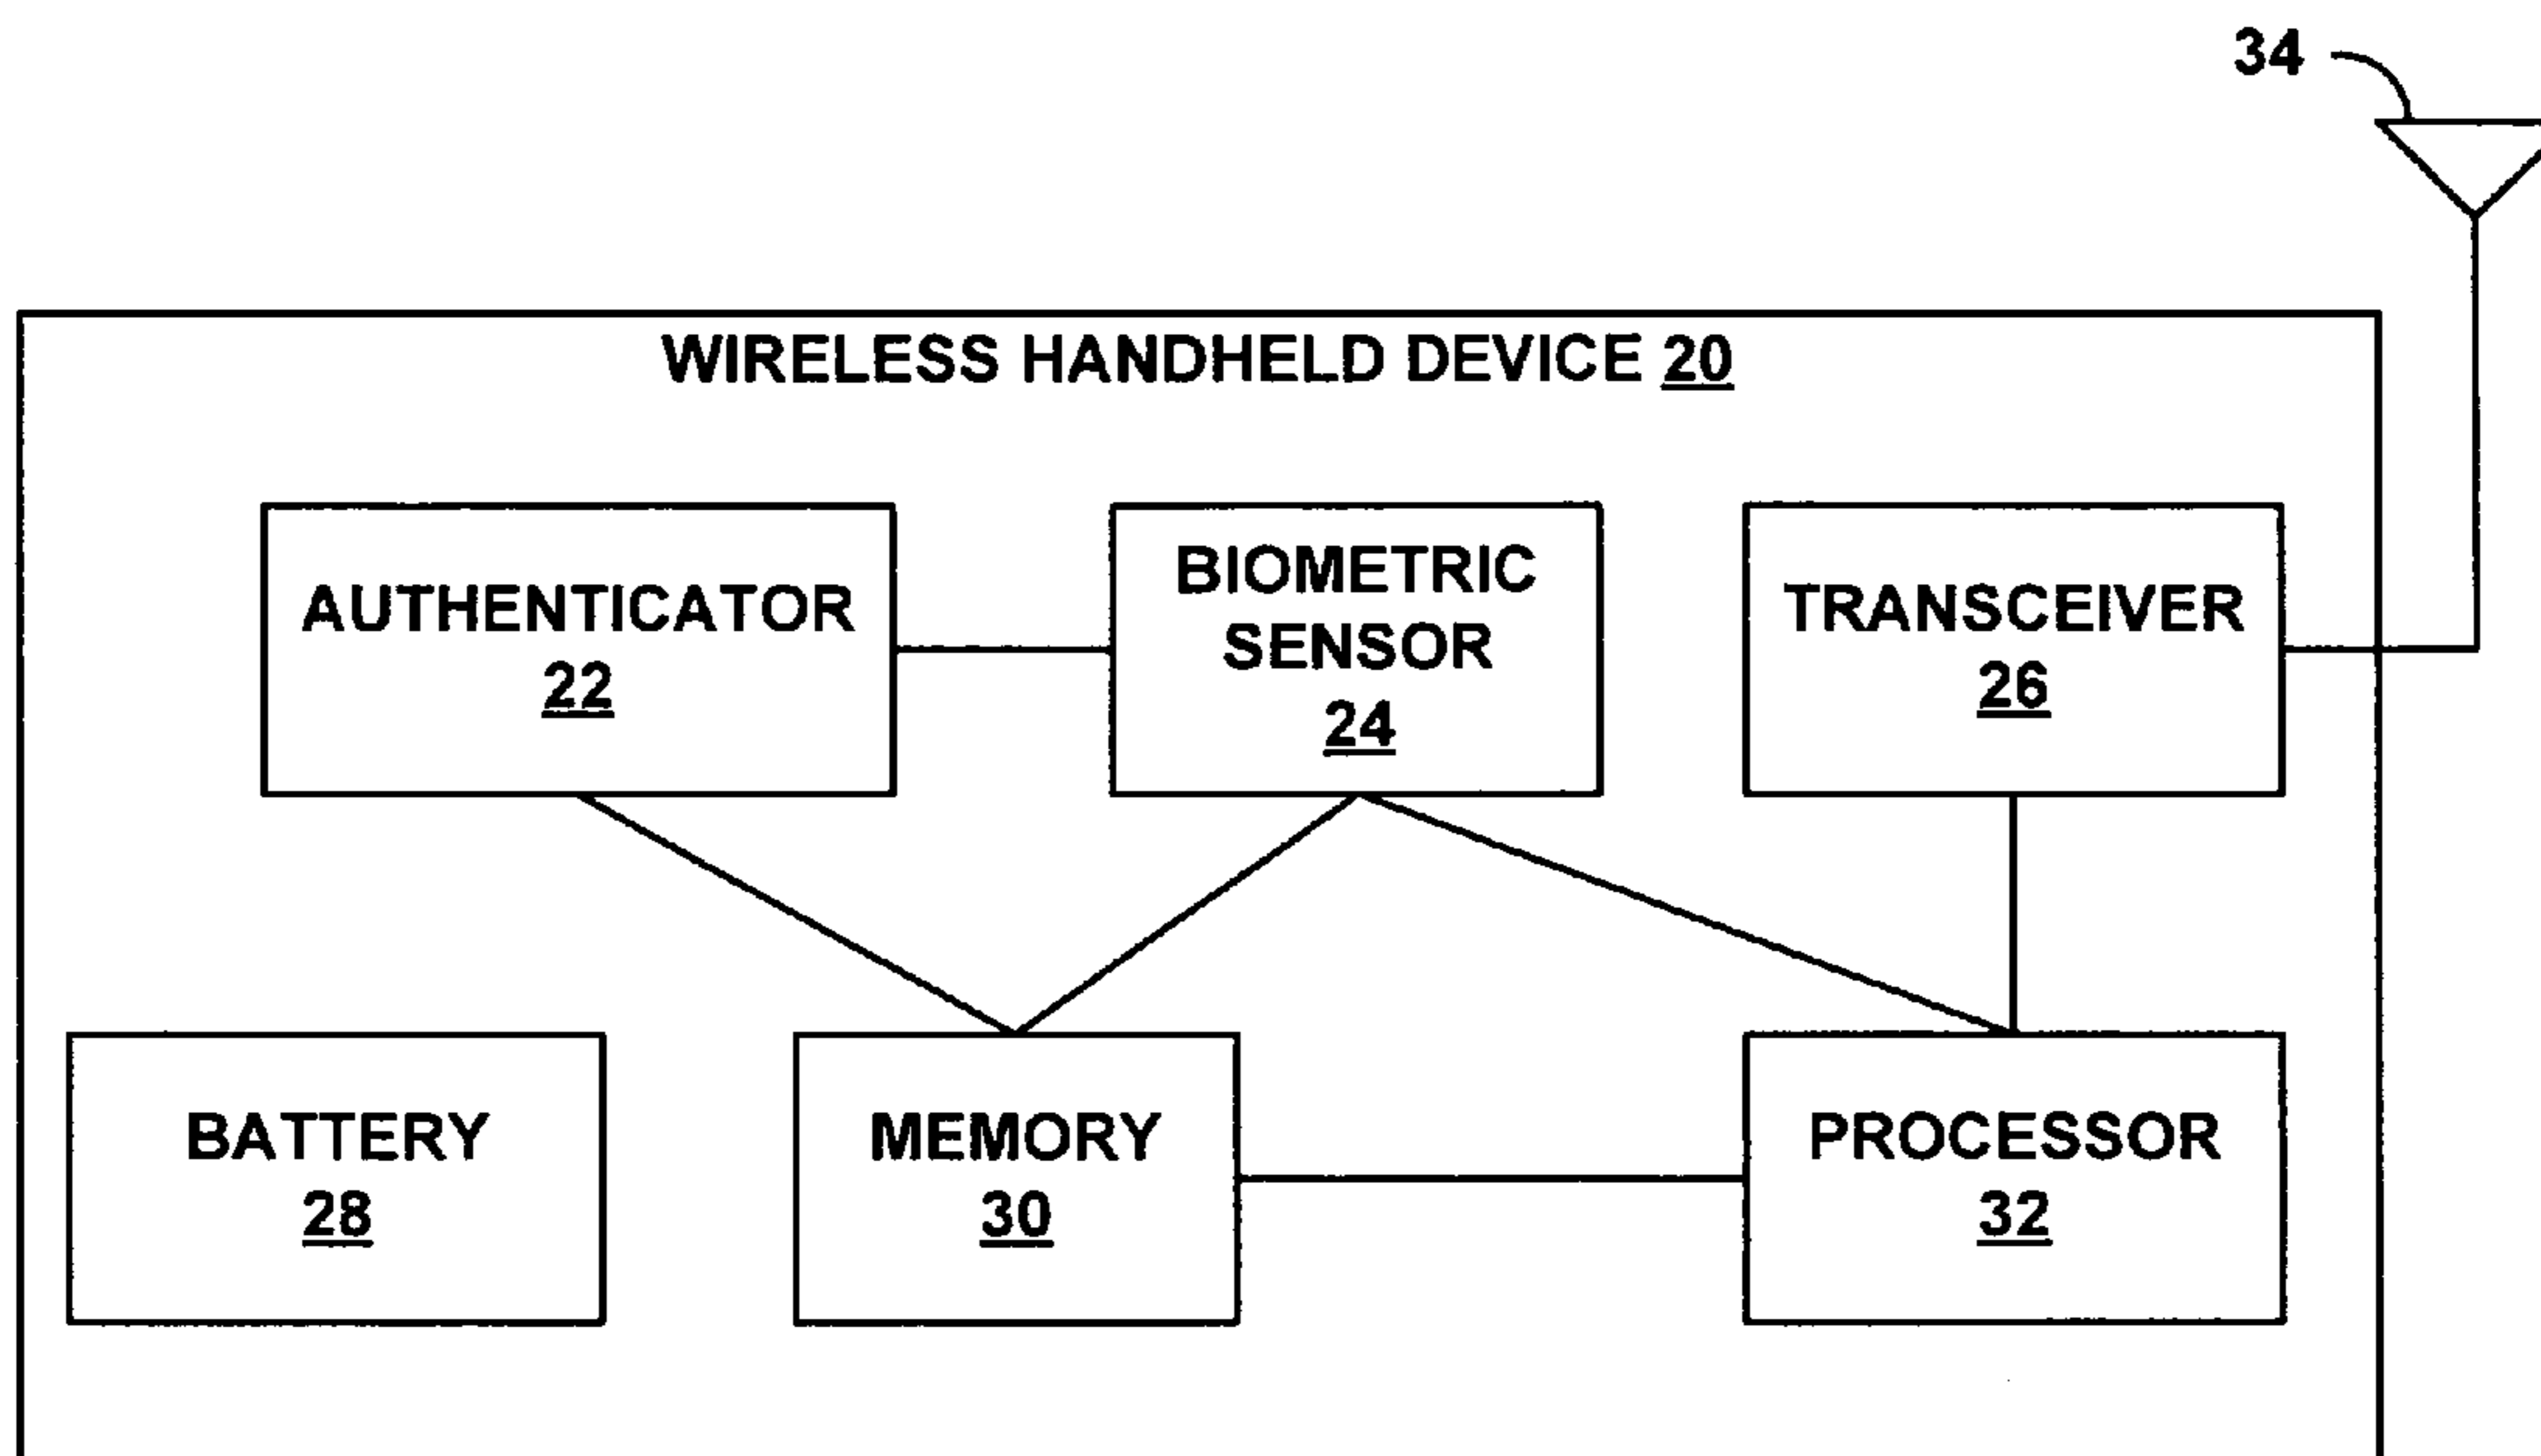 34
WIRELESS HANDHELD DEVICE 20
AUTHENTICATOR
22
BIOMETRIC
SENSOR
24
TRANSCEIVER
26
BATTERY
28
MEMORY
30
PROCESSOR
32